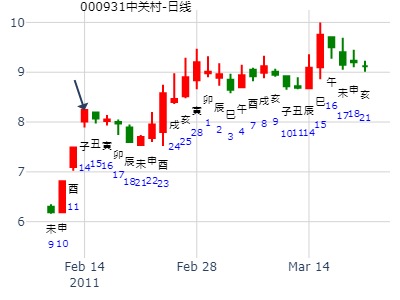 000931中关村-日线
10
9
8
7
6
未
9
申
10
酉
11
子
14
丑
15
寅
16
卯
17
辰
18
未
21
申
22
酉
23
戌
24
亥
25
寅
28
卯
1
辰
2
巳
3
午
4
酉
7
戌
8
亥
9
子
10
丑
11
辰
14
巳
15
午
16
未
17
申
18
亥
21
Feb 14
2011
Feb 28
Mar 14